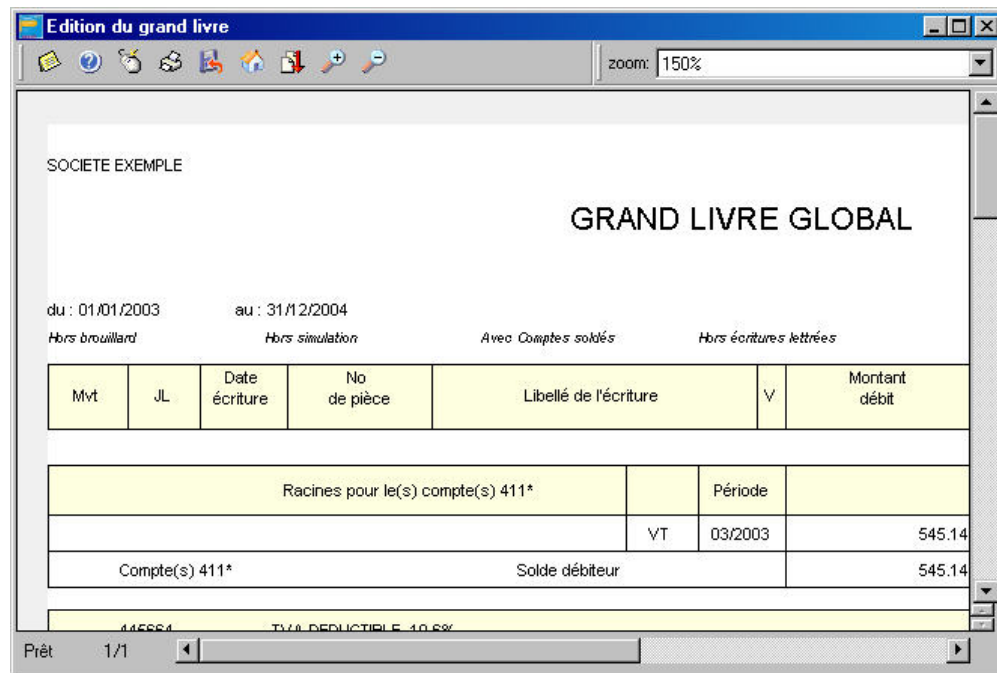 Edition du grand livre
zoom: 150%
SOCIETE EXEMPLE
GRAND LIVRE GLOBAL
du : 01/01/2003 au : 31/12/2004
Hors brouillard Hors simulation Avec Comptes soldés Hors écritures lettrées
Mvt JL Date écriture No de pièce Libellé de l'écriture V Montant débit
Racines pour le(s) compte(s) 411* Période
VT 03/2003 545.14
Compte(s) 411* Solde débiteur 545.14
TVA DEDUCTIBLE
Prêt 1/1